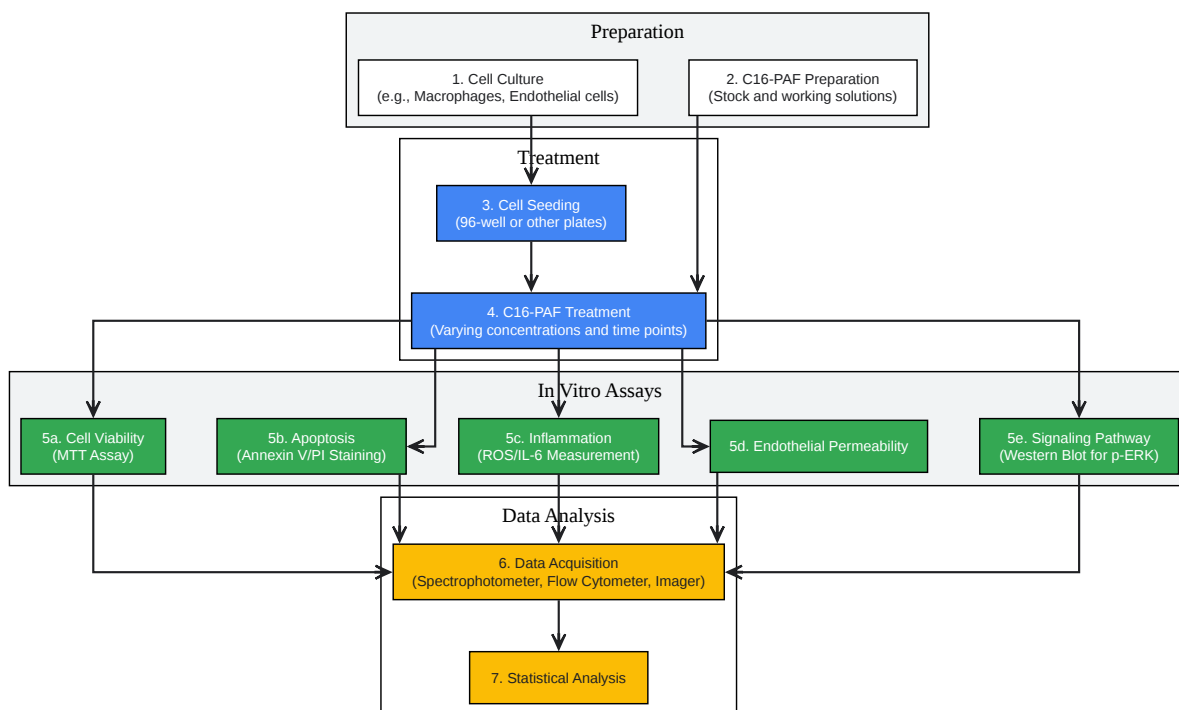 Preparation
1. Cell Culture
(e.g., Macrophages, Endothelial cells)
2. C16-PAF Preparation
(Stock and working solutions)
Treatment
3. Cell Seeding
(96-well or other plates)
4. C16-PAF Treatment
(Varying concentrations and time points)
In Vitro Assays
5a. Cell Viability
(MTT Assay)
5b. Apoptosis
(Annexin V/PI Staining)
5c. Inflammation
(ROS/IL-6 Measurement)
5d. Endothelial Permeability
5e. Signaling Pathway
(Western Blot for p-ERK)
Data Analysis
6. Data Acquisition
(Spectrophotometer, Flow Cytometer, Imager)
7. Statistical Analysis